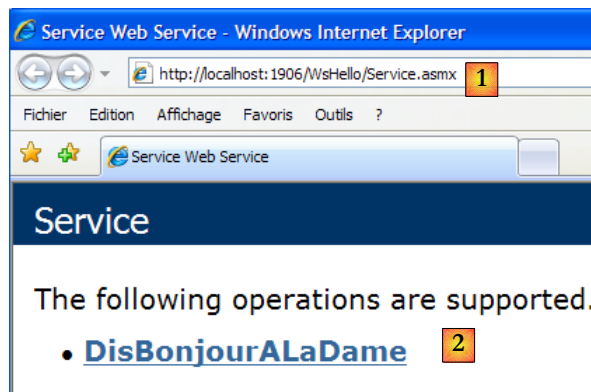 Service Web Service - Windows Internet Explorer
http://localhost:1906/WsHello/Service.asmx 1
Fichier Edition Affichage Favoris Outils ?
Service Web Service
Service
The following operations are supported.
• DisBonjourALaDame 2